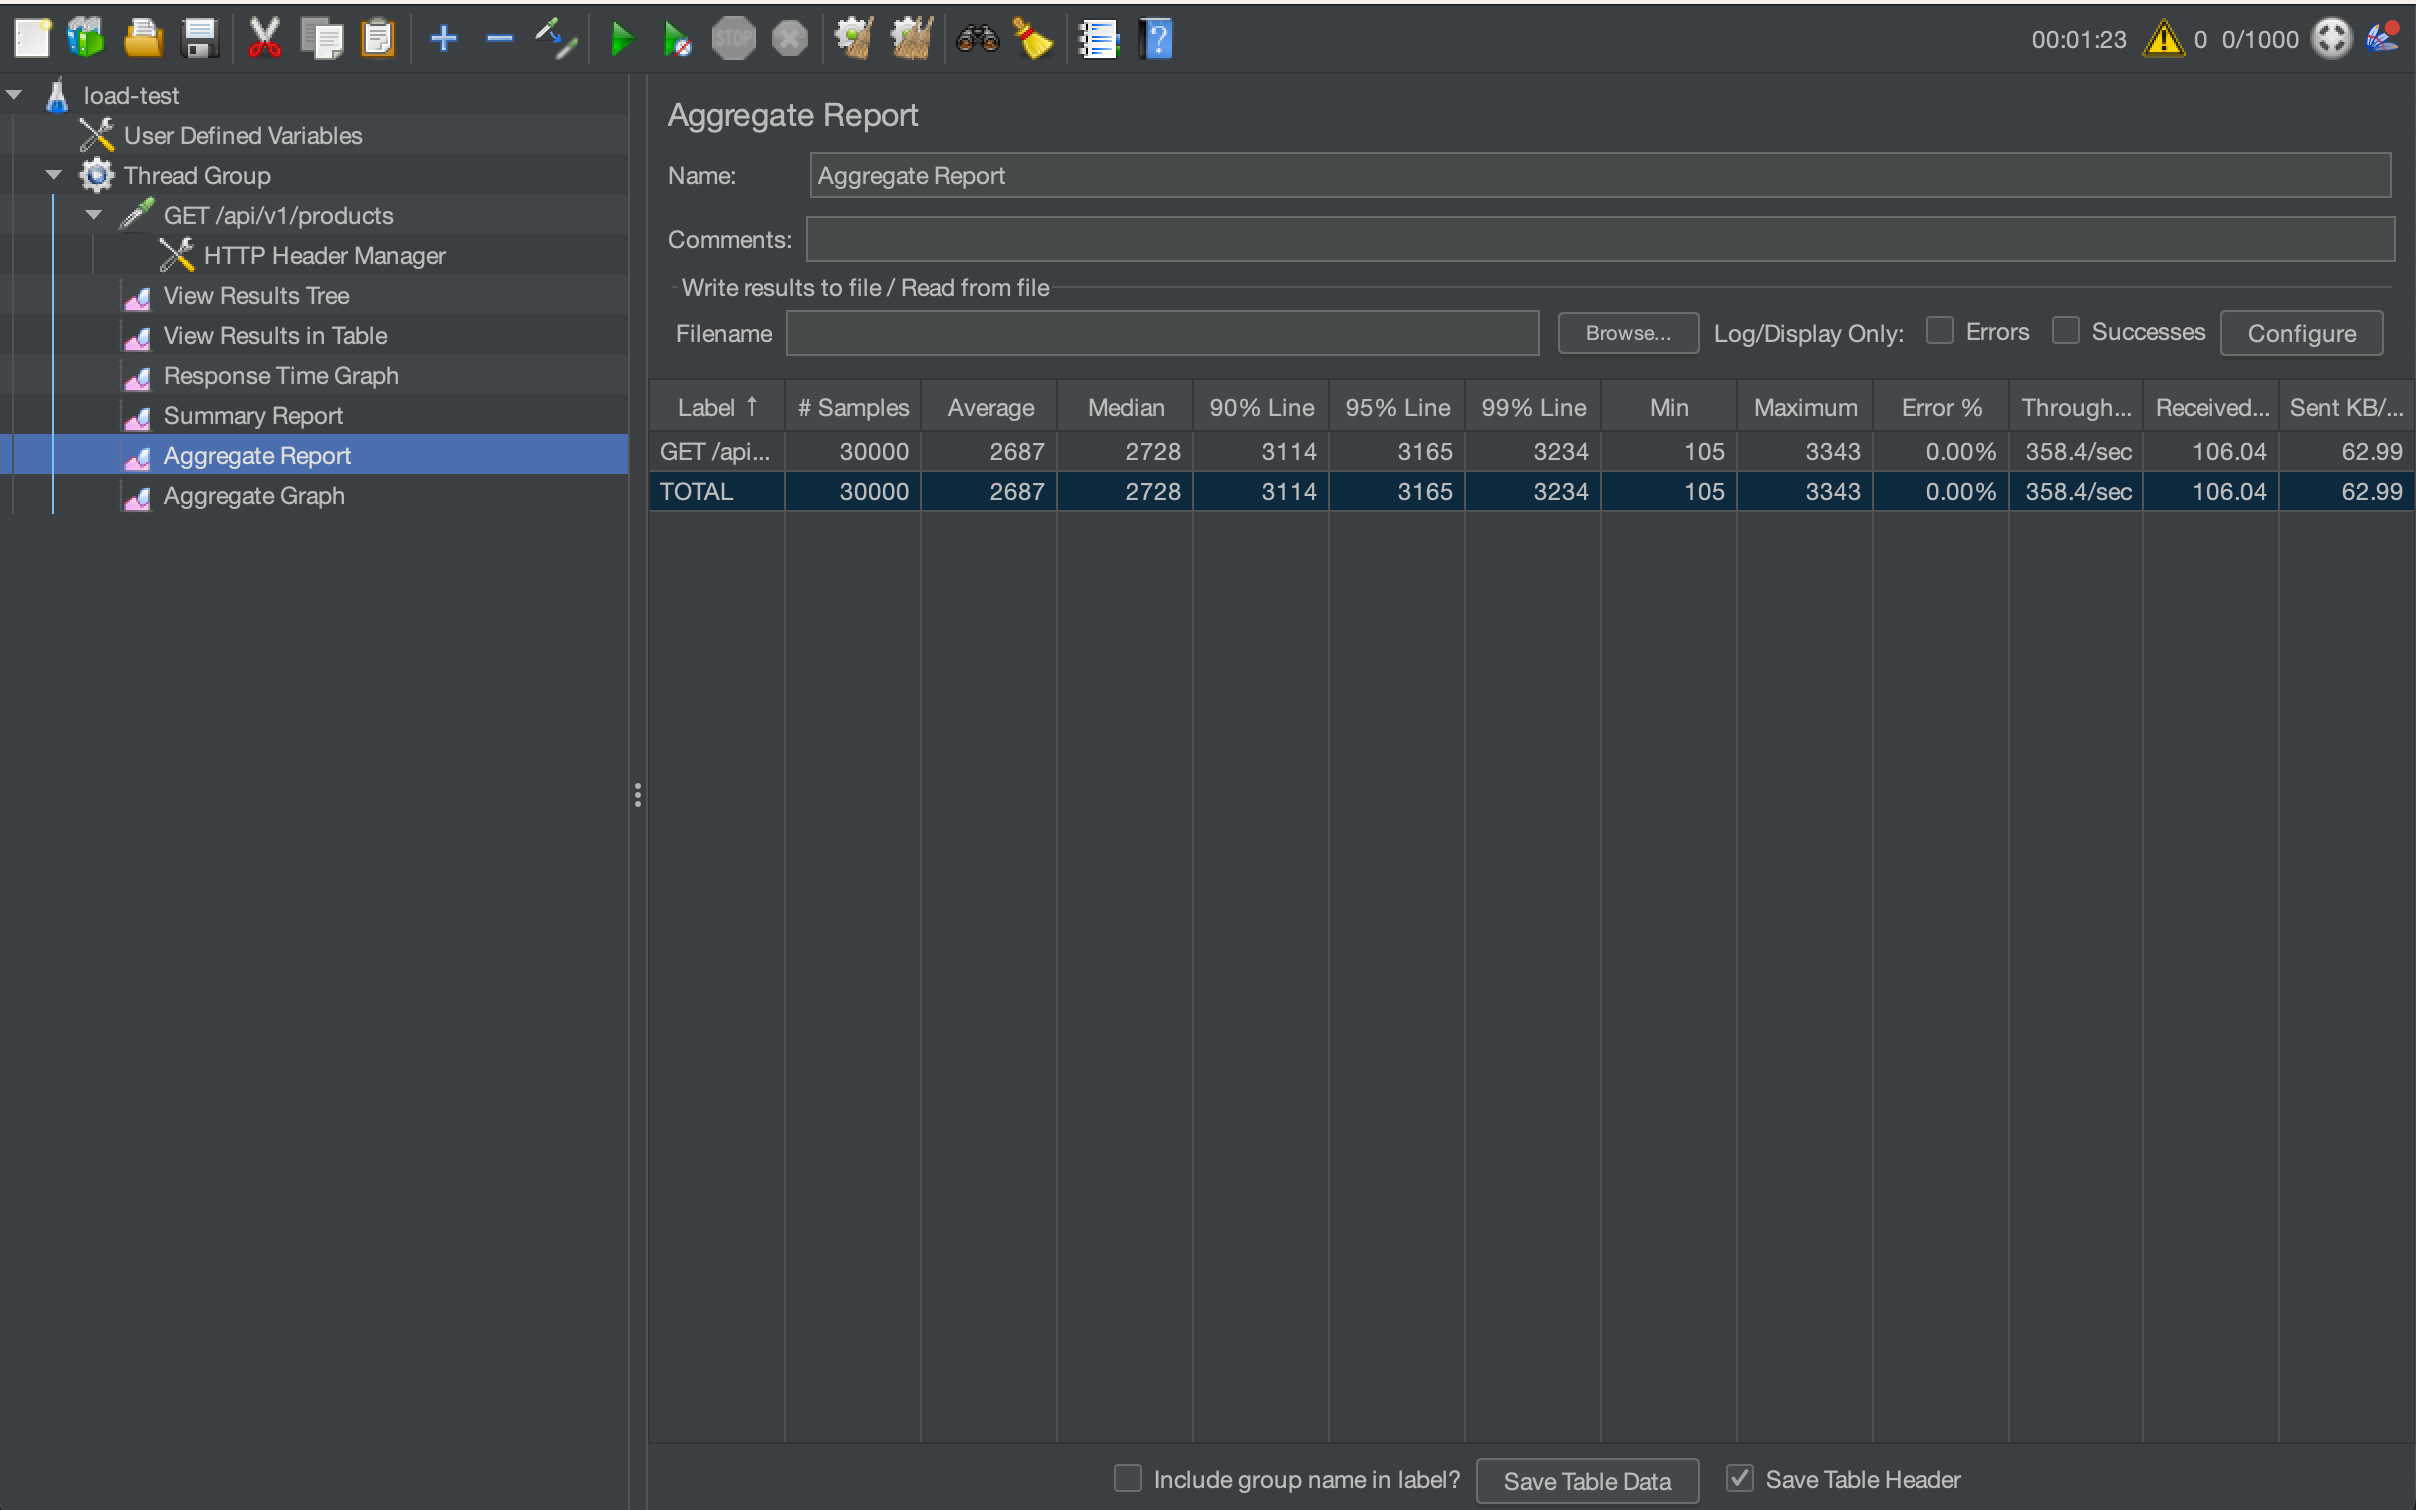 STOP
00:01:23 0 0/1000
load-test
User Defined Variables
Thread Group
GET /api/v1/products
HTTP Header Manager
View Results Tree
View Results in Table
Response Time Graph
Summary Report
Aggregate Report
Aggregate Graph
Aggregate Report
Name: Aggregate Report
Comments:
Write results to file / Read from file
Filename Browse... Log/Display Only: Errors Successes Configure
Label ↑ # Samples Average Median 90% Line 95% Line 99% Line Min Maximum Error % Through... Received... Sent KB/...
GET /api... 30000 2687 2728 3114 3165 3234 105 3343 0.00% 358.4/sec 106.04 62.99
TOTAL 30000 2687 2728 3114 3165 3234 105 3343 0.00% 358.4/sec 106.04 62.99
Include group name in label? Save Table Data Save Table Header